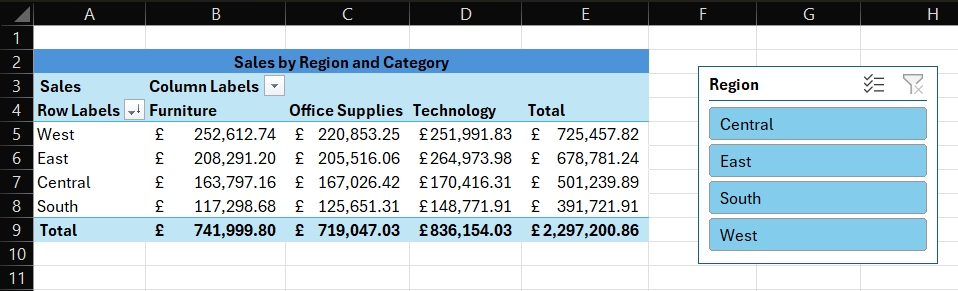 A B C D E F G H
1
2 Sales by Region and Category
3 Sales Column Labels
4 Row Labels Furniture Office Supplies Technology Total
5 West £ 252,612.74 £ 220,853.25 £251,991.83 £ 725,457.82
6 East £ 208,291.20 £ 205,516.06 £264,973.98 £ 678,781.24
7 Central £ 163,797.16 £ 167,026.42 £170,416.31 £ 501,239.89
8 South £ 117,298.68 £ 125,651.31 £148,771.91 £ 391,721.91
9 Total £ 741,999.80 £ 719,047.03 £836,154.03 £2,297,200.86
10
11
Region
Central
East
South
West